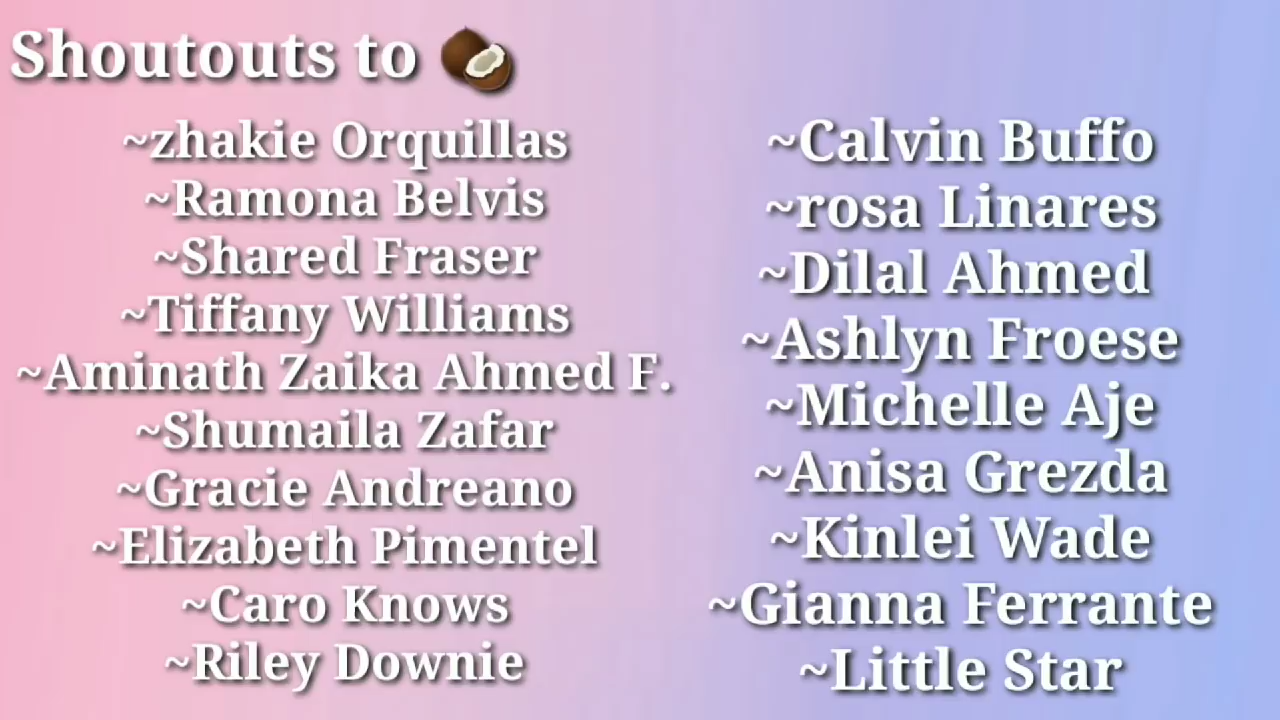 Shoutouts to 🥥
~zhakie Orquillas
~Ramona Belvis
~Shared Fraser
~Tiffany Williams
~Aminath Zaika Ahmed F.
~Shumaila Zafar
~Gracie Andreano
~Elizabeth Pimentel
~Caro Knows
~Riley Downie
~Calvin Buffo
~rosa Linares
~Dilal Ahmed
~Ashlyn Froese
~Michelle Aje
~Anisa Grezda
~Kinlei Wade
~Gianna Ferrante
~Little Star